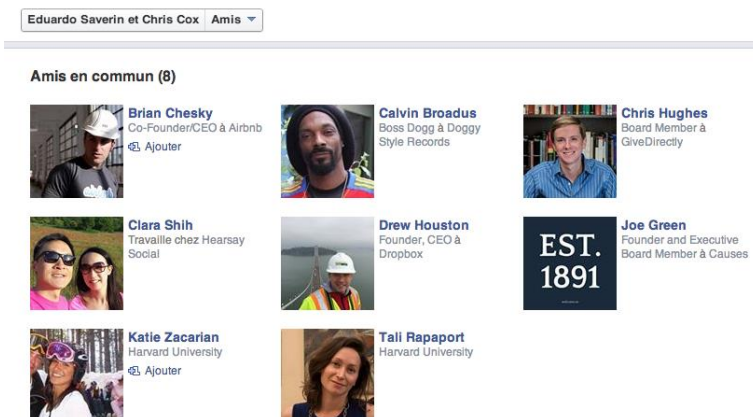 Eduardo Saverin et Chris Cox Amis
Amis en commun (8)
Brian Chesky
Co-Founder/CEO à Airbnb
Ajouter
Calvin Broadus
Boss Dogg à Doggy
Style Records
Chris Hughes
Board Member à
GiveDirectly
Clara Shih
Travaille chez Hearsay
Social
Drew Houston
Founder, CEO à
Dropbox
EST.
1891
Joe Green
Founder and Executive
Board Member à Causes
Katie Zacarian
Harvard University
Ajouter
Tali Rapaport
Harvard University